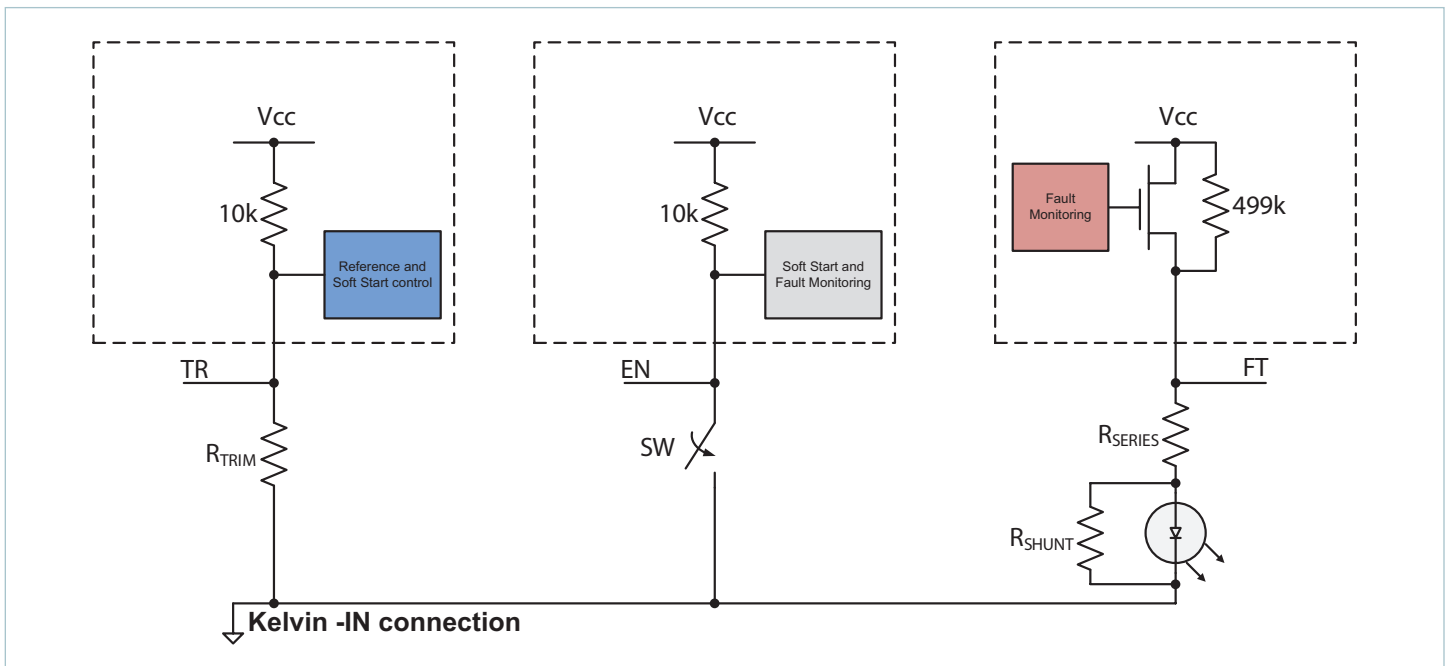 Vcc
10k
Reference and
Soft Start control
TR
RTRIM
Vcc
10k
Soft Start and
Fault Monitoring
EN
SW
Vcc
Fault
Monitoring
499k
FT
RSERIES
RSHUNT
Kelvin -IN connection